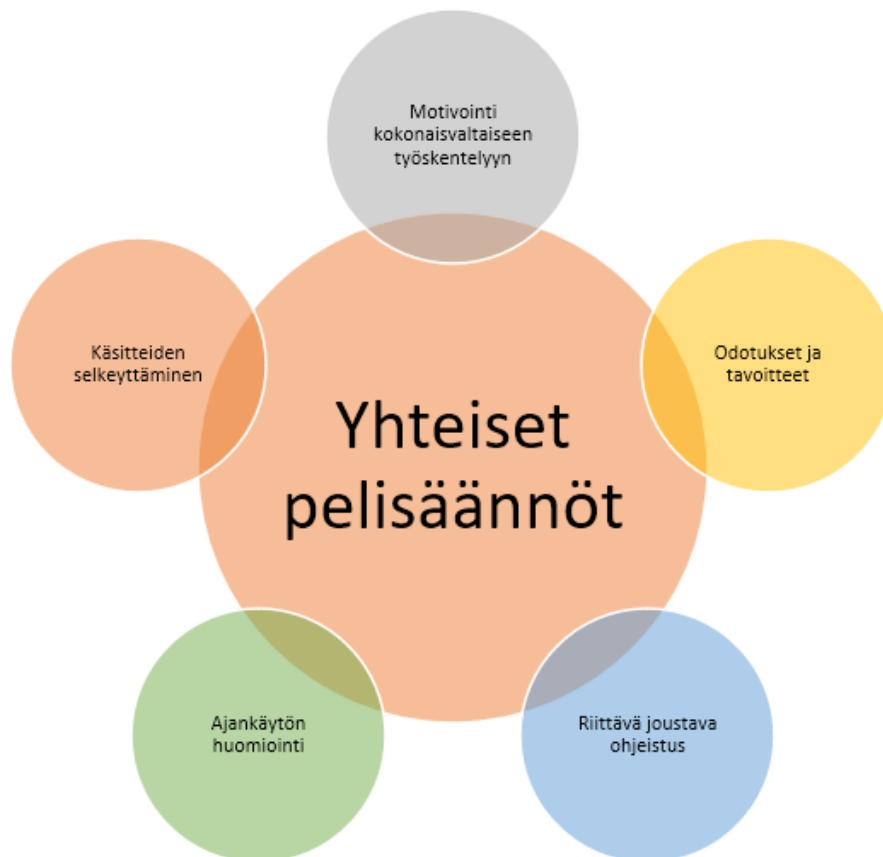 Motivointi
kokonaisvaltaiseen
työskentelyyn
Käsitteiden
selkeyttäminen
Odotukset ja
tavoitteet
Yhteiset
pelisäännöt
Ajankäytön
huomiointi
Riittävä joustava
ohjeistus